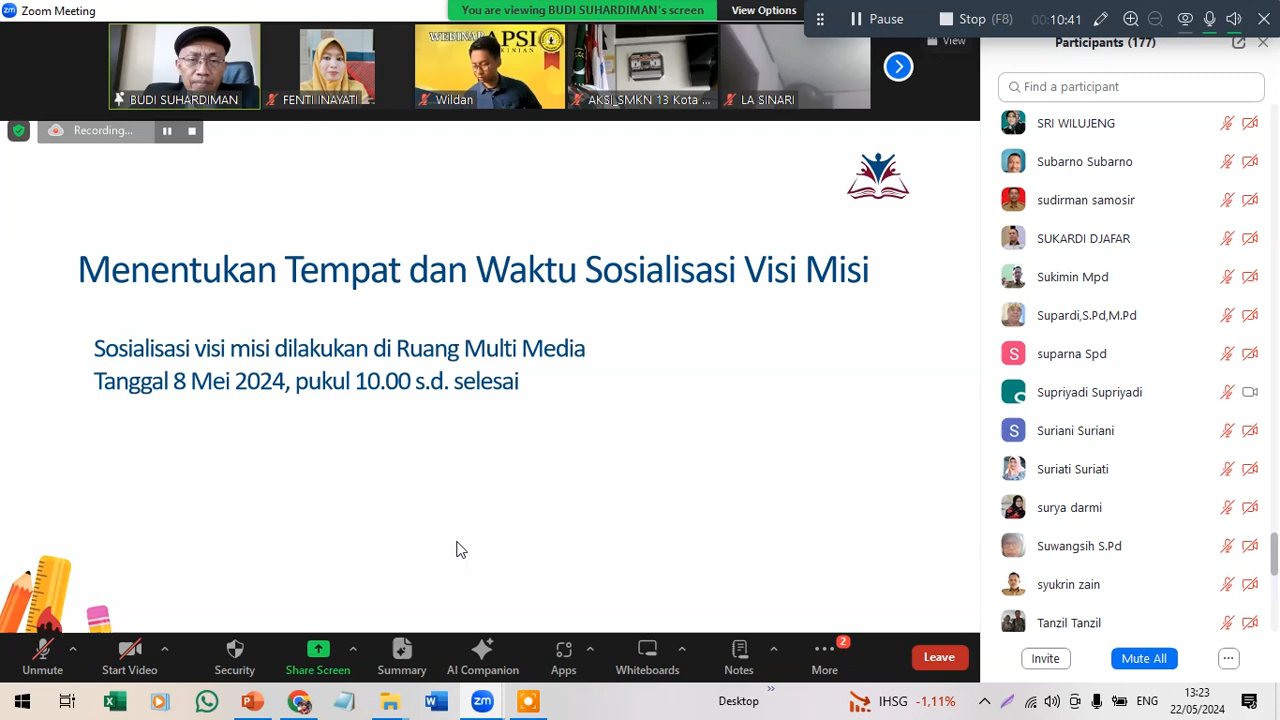 Zoom Meeting
You are viewing BUDI SUHARDIMAN's screen
View Options
Pause
Stop (F8)
00:10:41
BUDI SUHARDIMAN
FENTI INAYATI
WEBINAR APSI
KINIAN
Wildan
AKSI_SMKN 13 Kota ...
LA SINARI
View
Recording...
Menentukan Tempat dan Waktu Sosialisasi Visi Misi
Sosialisasi visi misi dilakukan di Ruang Multi Media
Tanggal 8 Mei 2024, pukul 10.00 s.d. selesai
Participants (177)
Find a participant
SRI WILUJENG
Subarno Subarno
sudirman samosir
SUKARDI DJAFAR
Sukimin Mpd
Supardi,S.Pd,M.Pd
S suparna Spd
Supriyadi Supriyadi
S Suriani Suriani
Suriati Suriati
surya darmi
Suwangsih S.Pd
syukrin zain
Tanzil Tanzil
Invite
Mute All
Unmute
Start Video
Security
Share Screen
Summary
AI Companion
Apps
Whiteboards
Notes
2
More
Leave
Desktop
IHSG -1,11%
ENG
13:23
22/05/2024